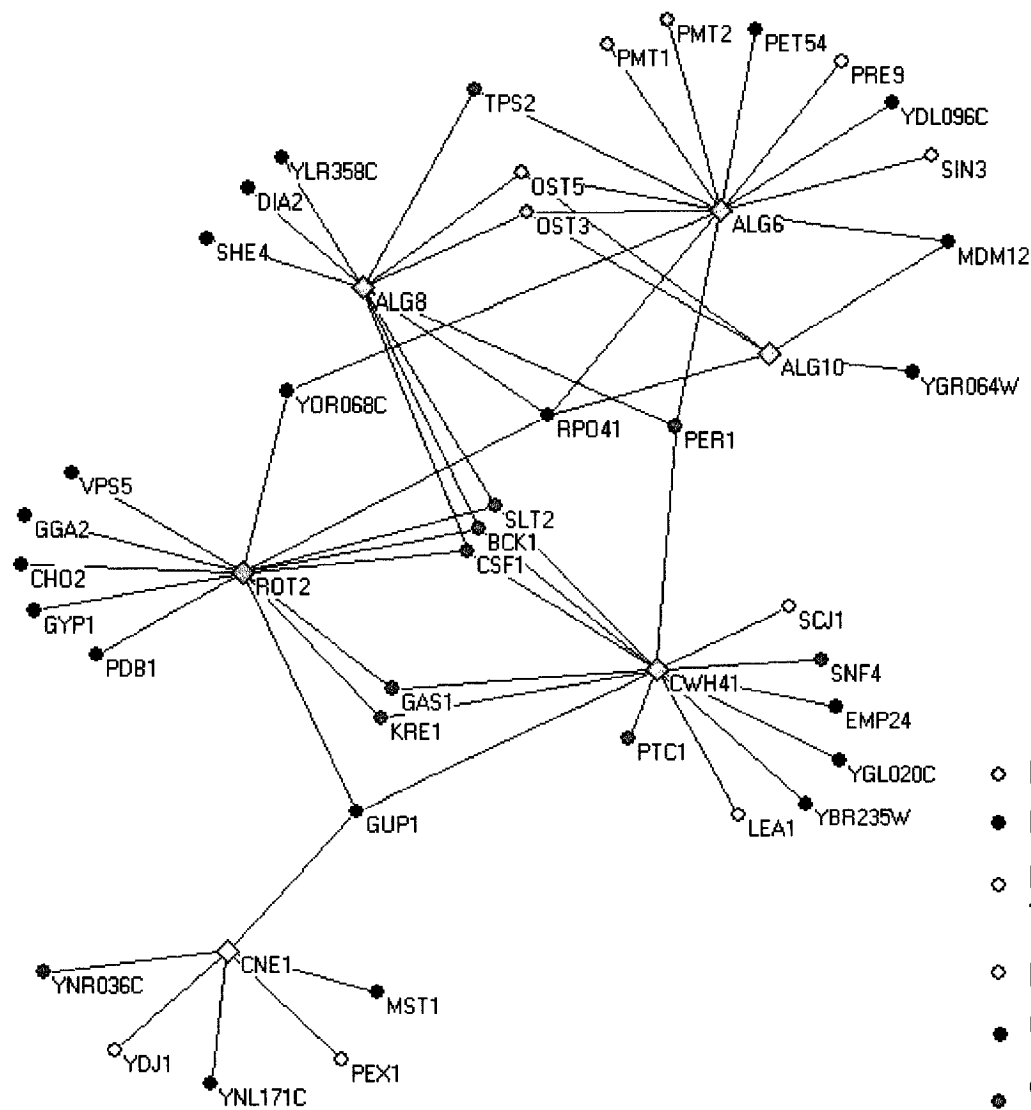 PMT2
PET54
PMT1
PRE9
TPS2
YDL096C
YLR358C
SIN3
DIA2
OST5
OST3
ALG6
SHE4
MDM12
ALG8
ALG10
YGR064W
YOR068C
RPO41
PER1
VPS5
SLT2
GGA2
BCK1
CSF1
CHO2
ROT2
GYP1
SCJ1
PDB1
SNF4
CWH41
GAS1
EMP24
KRE1
PTC1
YGL020C
YBR235W
GUP1
LEA1
CNE1
YNR036C
MST1
YDJ1
PEX1
YNL171C